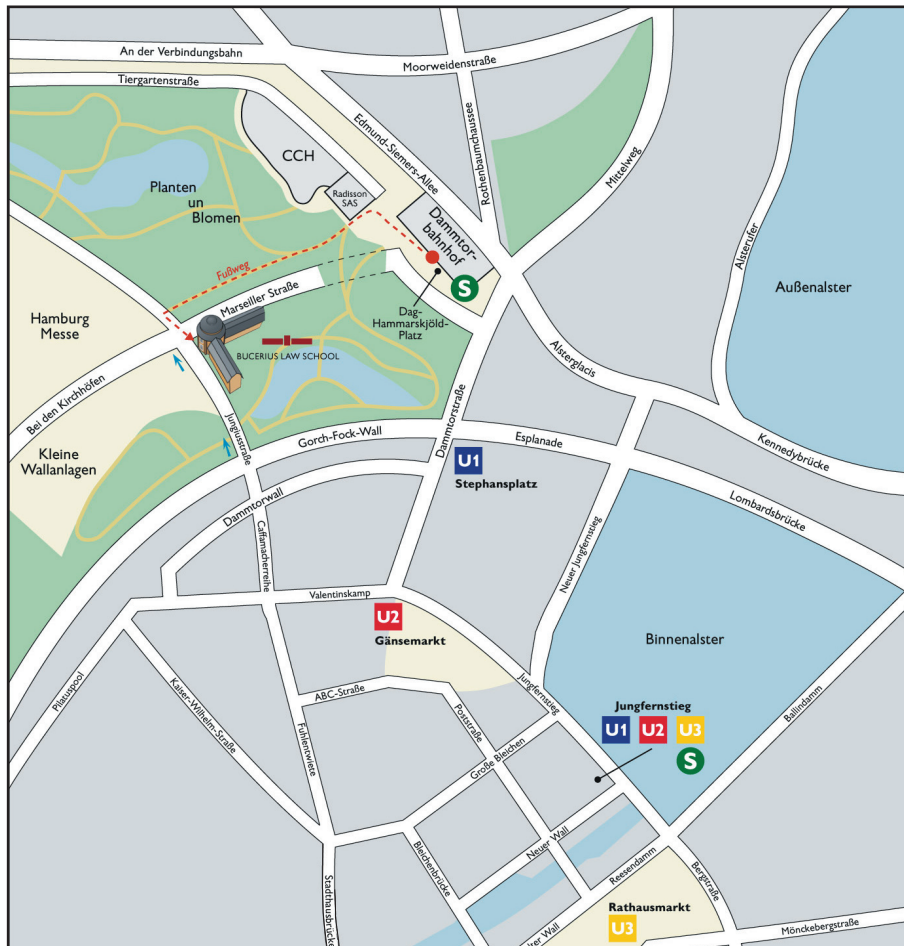 An der Verbindungsbahn
Moorweidenstraße
Tiergartenstraße
Edmund-Siemers-Allee
Rothenbaumchaussee
Mittelweg
CCH
Radisson
SAS
Planten
un
Blomen
Dammtor-
bahnhof
Alsterufer
Fußweg
S
Außenalster
Marseiller Straße
Dag-
Hammarskjöld-
Platz
Hamburg
Messe
BUCERIUS LAW SCHOOL
Alsterglacis
Bei den Kirchhöfen
Jungiusstraße
Gorch-Fock-Wall
Dammtorstraße
Esplanade
Kennedybrücke
Kleine
Wallanlagen
U1
Stephansplatz
Lombardsbrücke
Dammtorwall
Caffamacherreihe
Neuer Jungfernstieg
Valentinskamp
U2
Gänsemarkt
Binnenalster
Pilatuspool
Kaiser-Wilhelm-Straße
ABC-Straße
Jungfernstieg
Ballindamm
Fuhlentwiete
Poststraße
Jungfernstieg
U1 U2 U3
S
Große Bleichen
Neuer Wall
Bleichenbrücke
Stadthausbrücke
Reesendamm
Bergstraße
lter Wall
Rathausmarkt
U3
Mönckebergstraße